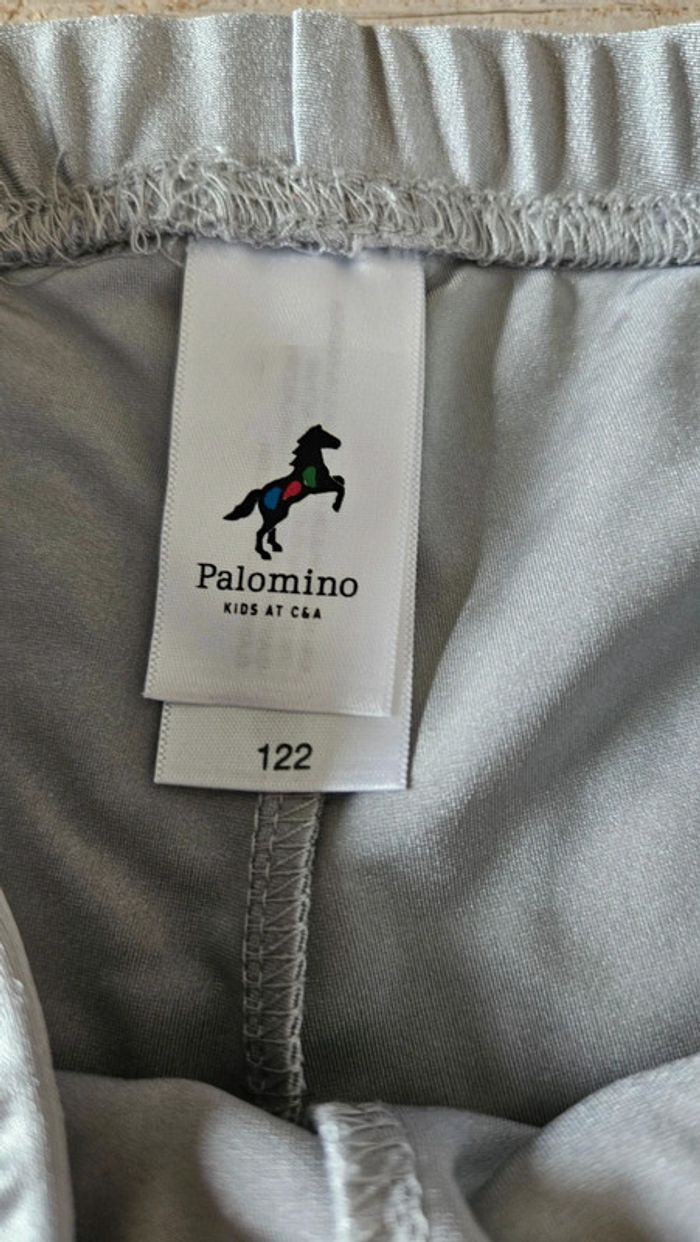 Palomino
KIDS AT C&A
122